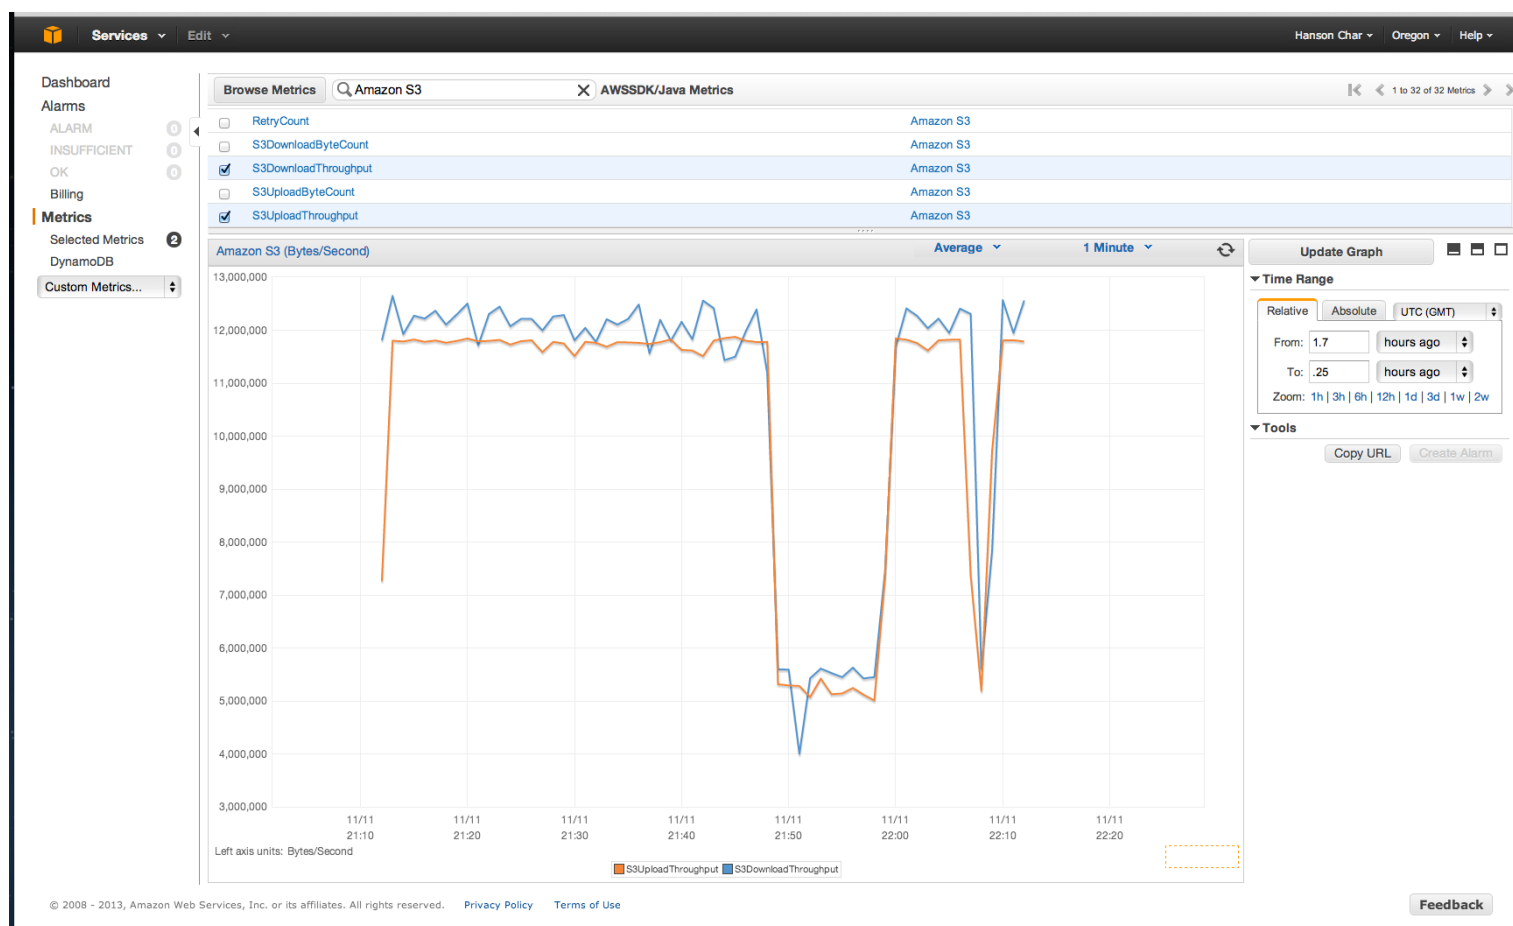 Services Edit Hanson Char Oregon Help
Dashboard
Alarms
ALARM 0
INSUFFICIENT 0
OK 0
Billing
Metrics
Selected Metrics 2
DynamoDB
Custom Metrics...
Browse Metrics Amazon S3 AWSSDK/Java Metrics 1 to 32 of 32 Metrics
RetryCount Amazon S3
S3DownloadByteCount Amazon S3
S3DownloadThroughput Amazon S3
S3UploadByteCount Amazon S3
S3UploadThroughput Amazon S3
Amazon S3 (Bytes/Second) Average 1 Minute
13,000,000
12,000,000
11,000,000
10,000,000
9,000,000
8,000,000
7,000,000
6,000,000
5,000,000
4,000,000
3,000,000
11/11 11/11 11/11 11/11 11/11 11/11 11/11 11/11
21:10 21:20 21:30 21:40 21:50 22:00 22:10 22:20
Left axis units: Bytes/Second
S3UploadThroughput S3DownloadThroughput
Update Graph
Time Range
Relative Absolute UTC (GMT)
From: 1.7 hours ago
To: .25 hours ago
Zoom: 1h | 3h | 6h | 12h | 1d | 3d | 1w | 2w
Tools
Copy URL Create Alarm
© 2008 - 2013, Amazon Web Services, Inc. or its affiliates. All rights reserved. Privacy Policy Terms of Use Feedback